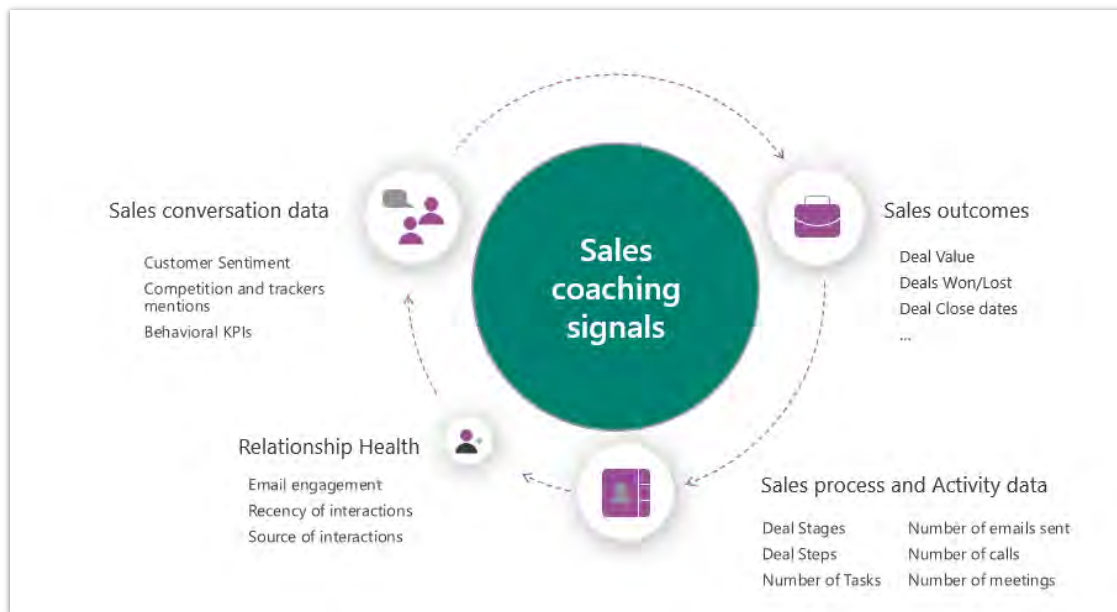 Sales
coaching
signals
Sales conversation data
Customer Sentiment
Competition and trackers
mentions
Behavioral KPIs
Sales outcomes
Deal Value
Deals Won/Lost
Deal Close dates
...
Relationship Health
Email engagement
Recency of interactions
Source of interactions
Sales process and Activity data
Deal Stages
Deal Steps
Number of Tasks
Number of emails sent
Number of calls
Number of meetings